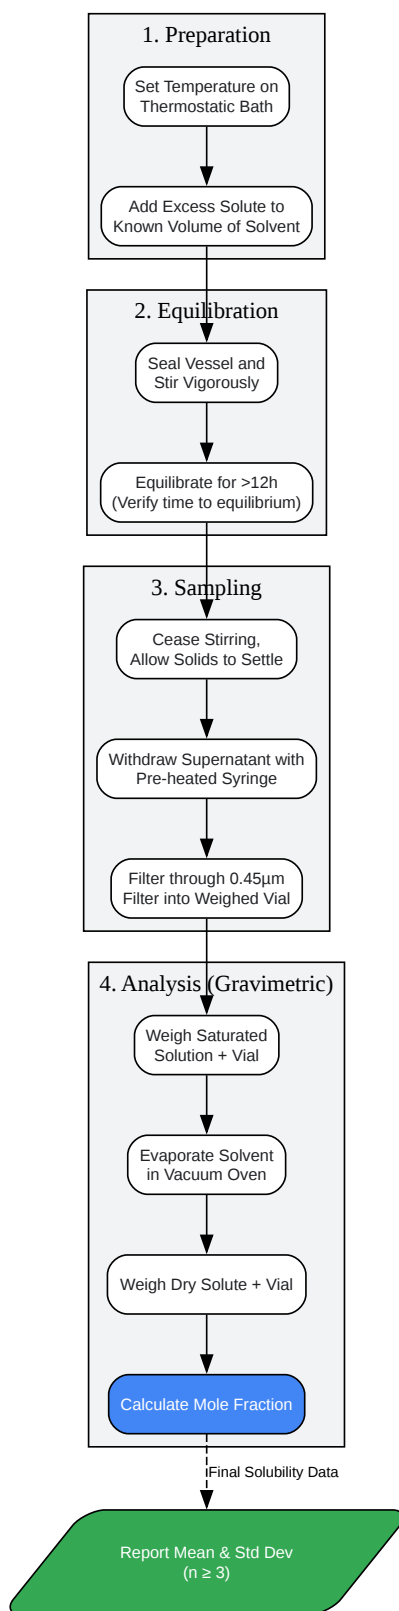 1. Preparation
Set Temperature on
Thermostatic Bath
Add Excess Solute to
Known Volume of Solvent
2. Equilibration
Seal Vessel and
Stir Vigorously
Equilibrate for >12h
(Verify time to equilibrium)
3. Sampling
Cease Stirring,
Allow Solids to Settle
Withdraw Supernatant with
Pre-heated Syringe
Filter through 0.45µm
Filter into Weighed Vial
4. Analysis (Gravimetric)
Weigh Saturated
Solution + Vial
Evaporate Solvent
in Vacuum Oven
Weigh Dry Solute + Vial
Calculate Mole Fraction
Final Solubility Data
Report Mean & Std Dev
(n ≥ 3)